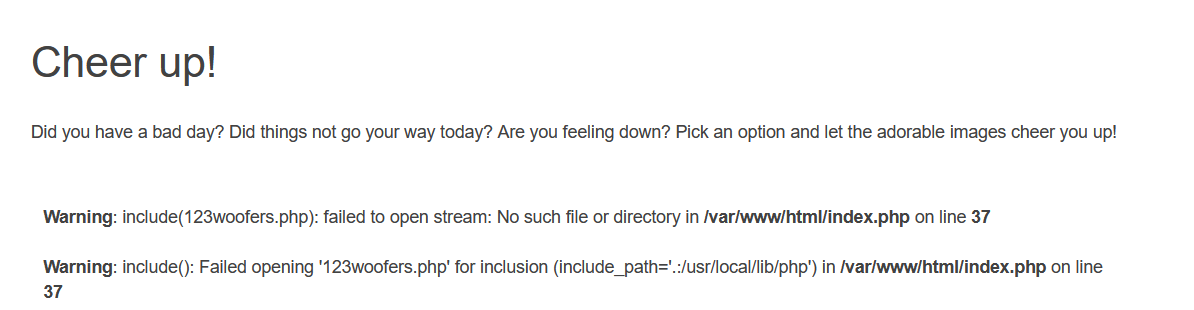 Cheer up!
Did you have a bad day? Did things not go your way today? Are you feeling down? Pick an option and let the adorable images cheer you up!
Warning: include(123woofers.php): failed to open stream: No such file or directory in /var/www/html/index.php on line 37
Warning: include(): Failed opening '123woofers.php' for inclusion (include_path='.:/usr/local/lib/php') in /var/www/html/index.php on line
37